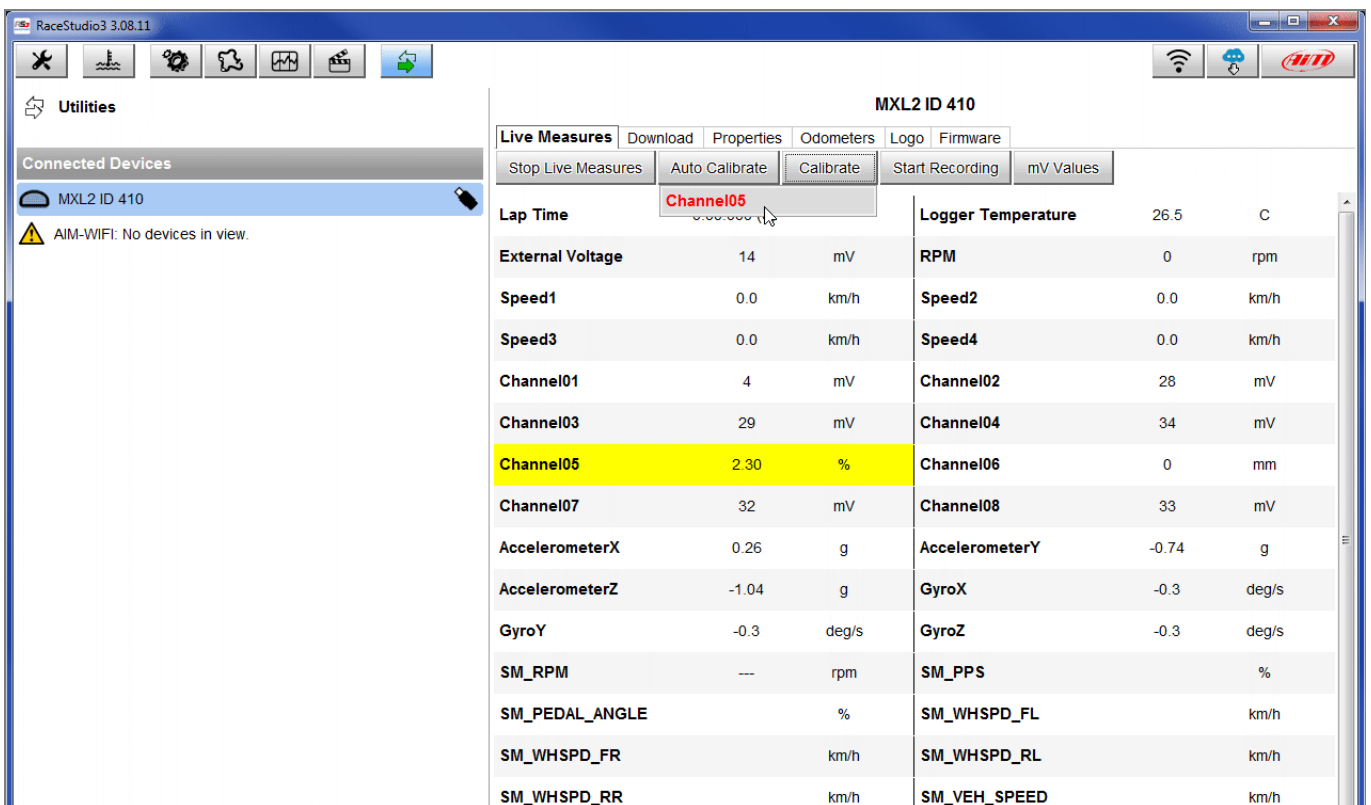 RS3 RaceStudio3 3.08.11
AiM
Utilities
MXL2 ID 410
Live Measures Download Properties Odometers Logo Firmware
Connected Devices
Stop Live Measures Auto Calibrate Calibrate Start Recording mV Values
MXL2 ID 410
Channel05
AIM-WIFI: No devices in view.
Lap Time Logger Temperature 26.5 C
External Voltage 14 mV RPM 0 rpm
Speed1 0.0 km/h Speed2 0.0 km/h
Speed3 0.0 km/h Speed4 0.0 km/h
Channel01 4 mV Channel02 28 mV
Channel03 29 mV Channel04 34 mV
Channel05 2.30 % Channel06 0 mm
Channel07 32 mV Channel08 33 mV
AccelerometerX 0.26 g AccelerometerY -0.74 g
AccelerometerZ -1.04 g GyroX -0.3 deg/s
GyroY -0.3 deg/s GyroZ -0.3 deg/s
SM_RPM --- rpm SM_PPS %
SM_PEDAL_ANGLE % SM_WHSPD_FL km/h
SM_WHSPD_FR km/h SM_WHSPD_RL km/h
SM_WHSPD_RR km/h SM_VEH_SPEED km/h